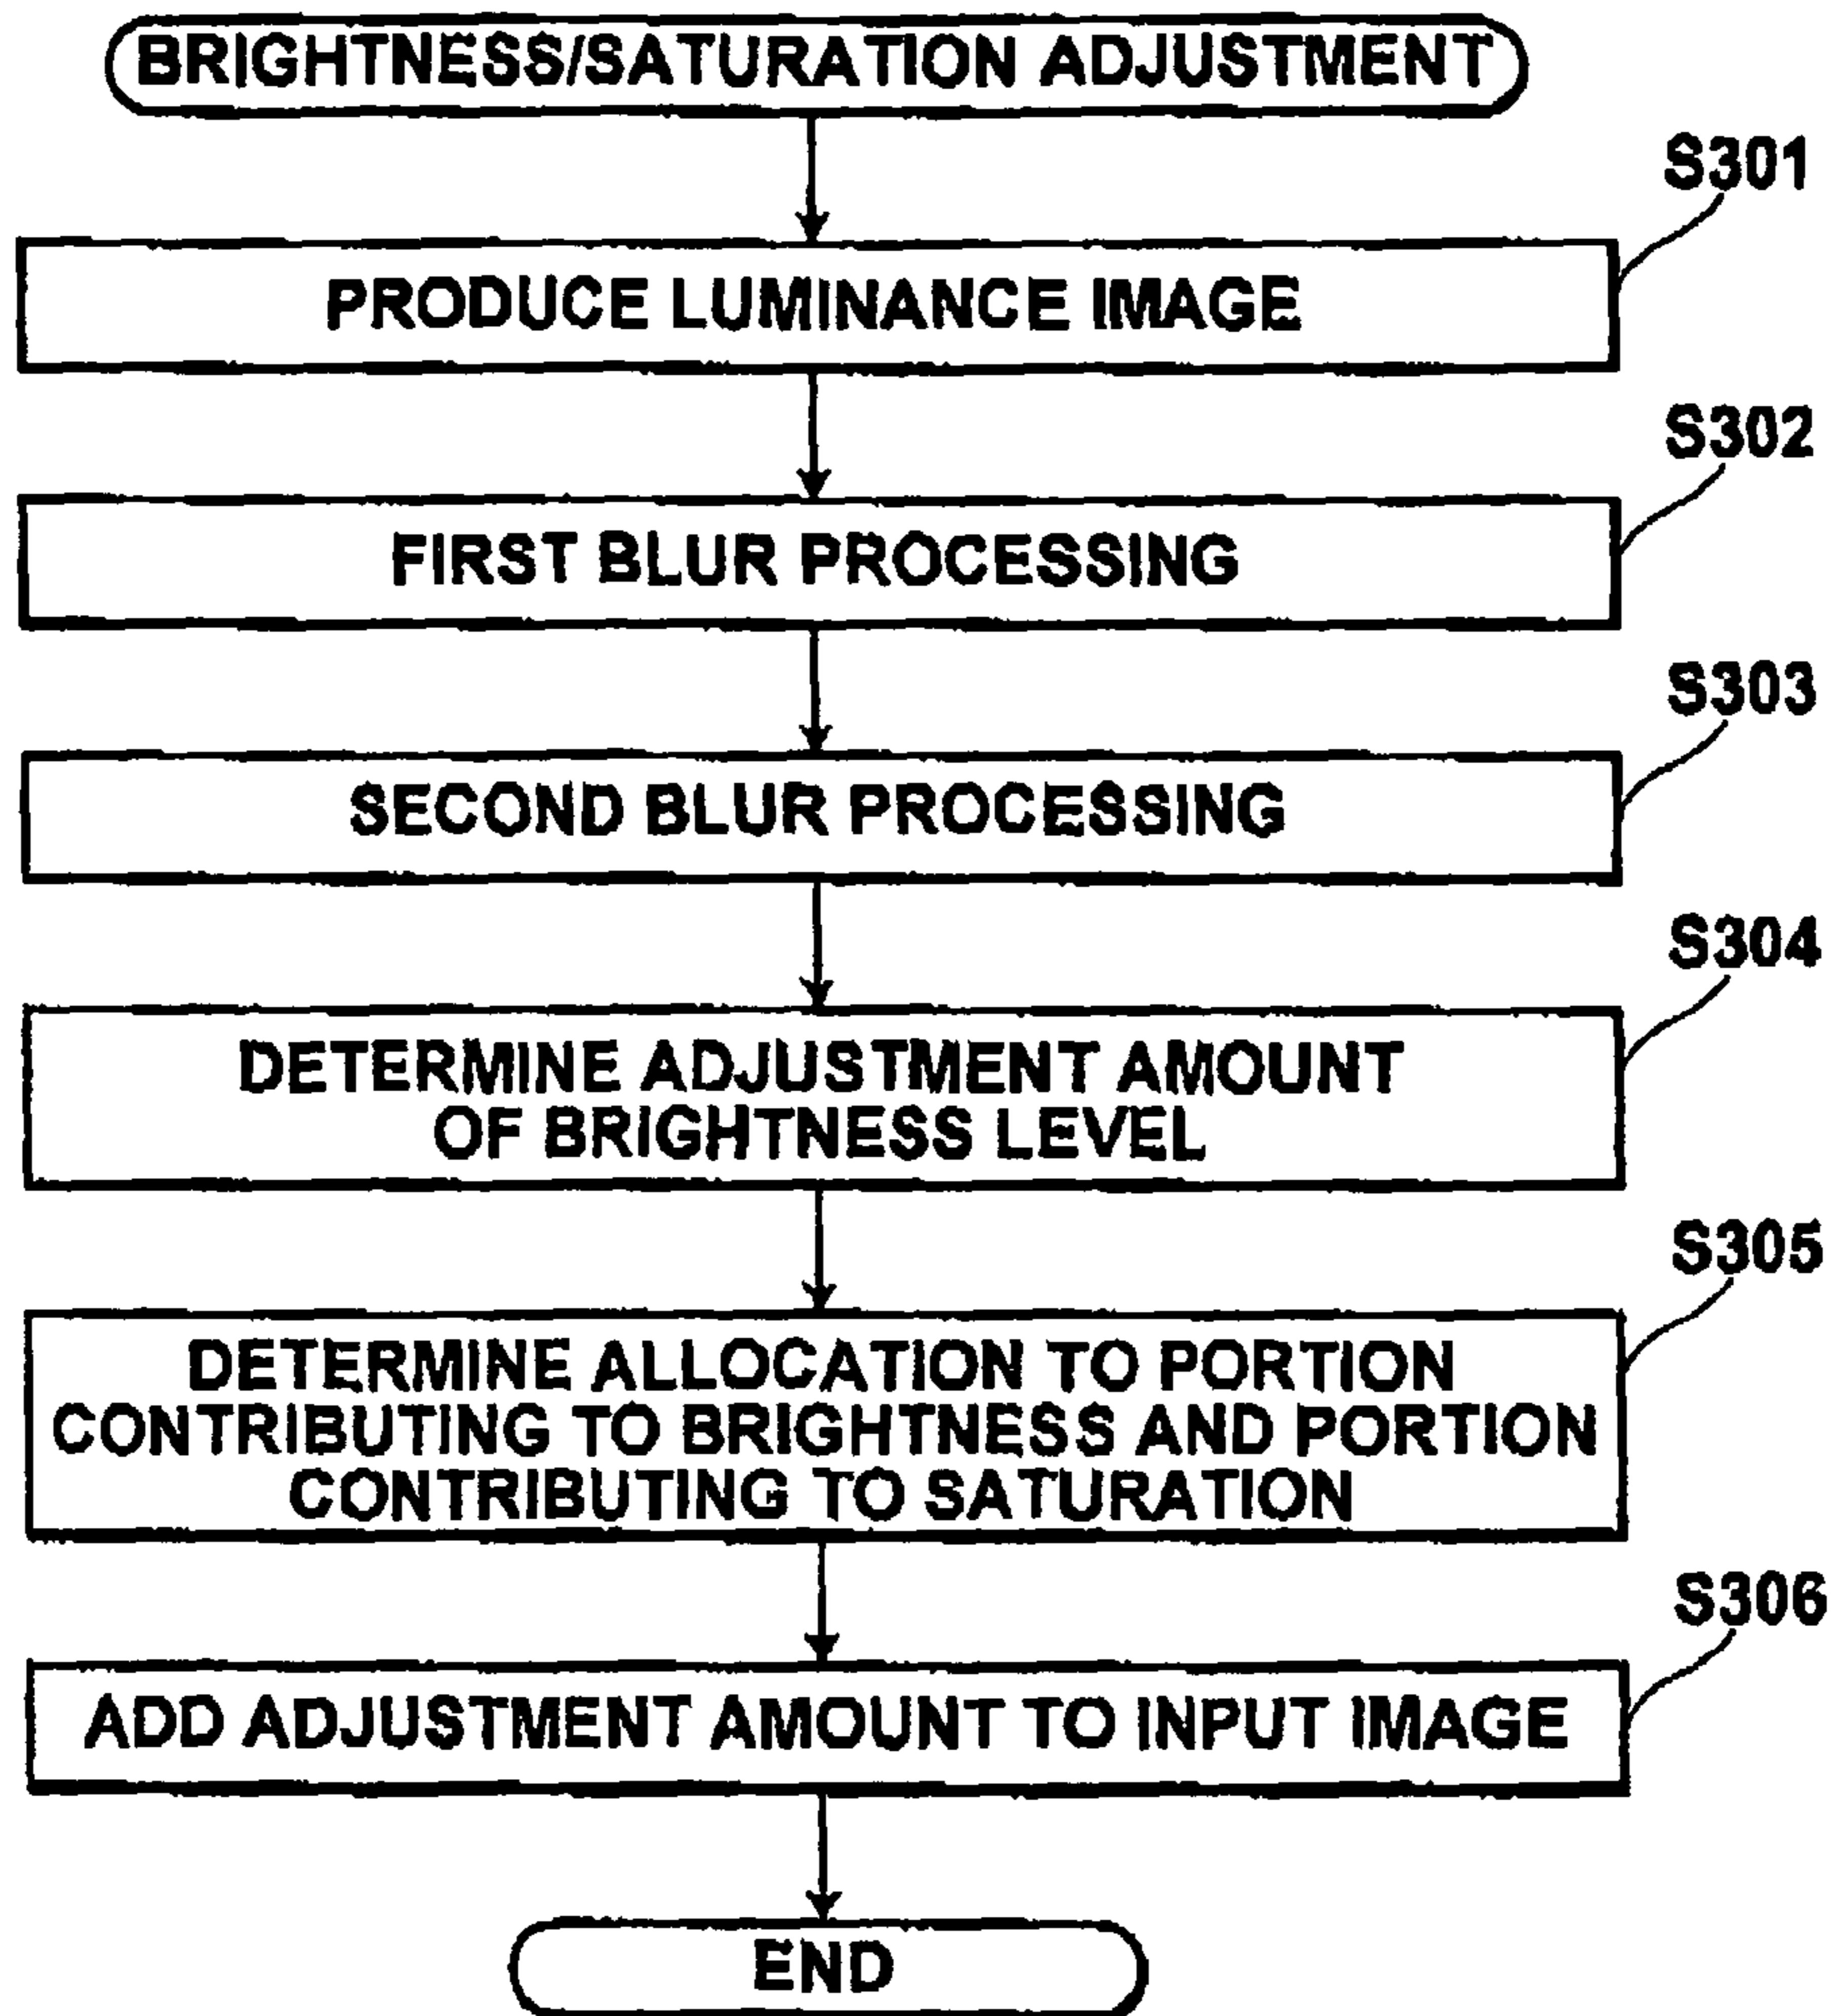 BRIGHTNESS/SATURATION ADJUSTMENT
S301
PRODUCE LUMINANCE IMAGE
S302
FIRST BLUR PROCESSING
S303
SECOND BLUR PROCESSING
S304
DETERMINE ADJUSTMENT AMOUNT
OF BRIGHTNESS LEVEL
S305
DETERMINE ALLOCATION TO PORTION
CONTRIBUTING TO BRIGHTNESS AND PORTION
CONTRIBUTING TO SATURATION
S306
ADD ADJUSTMENT AMOUNT TO INPUT IMAGE
END